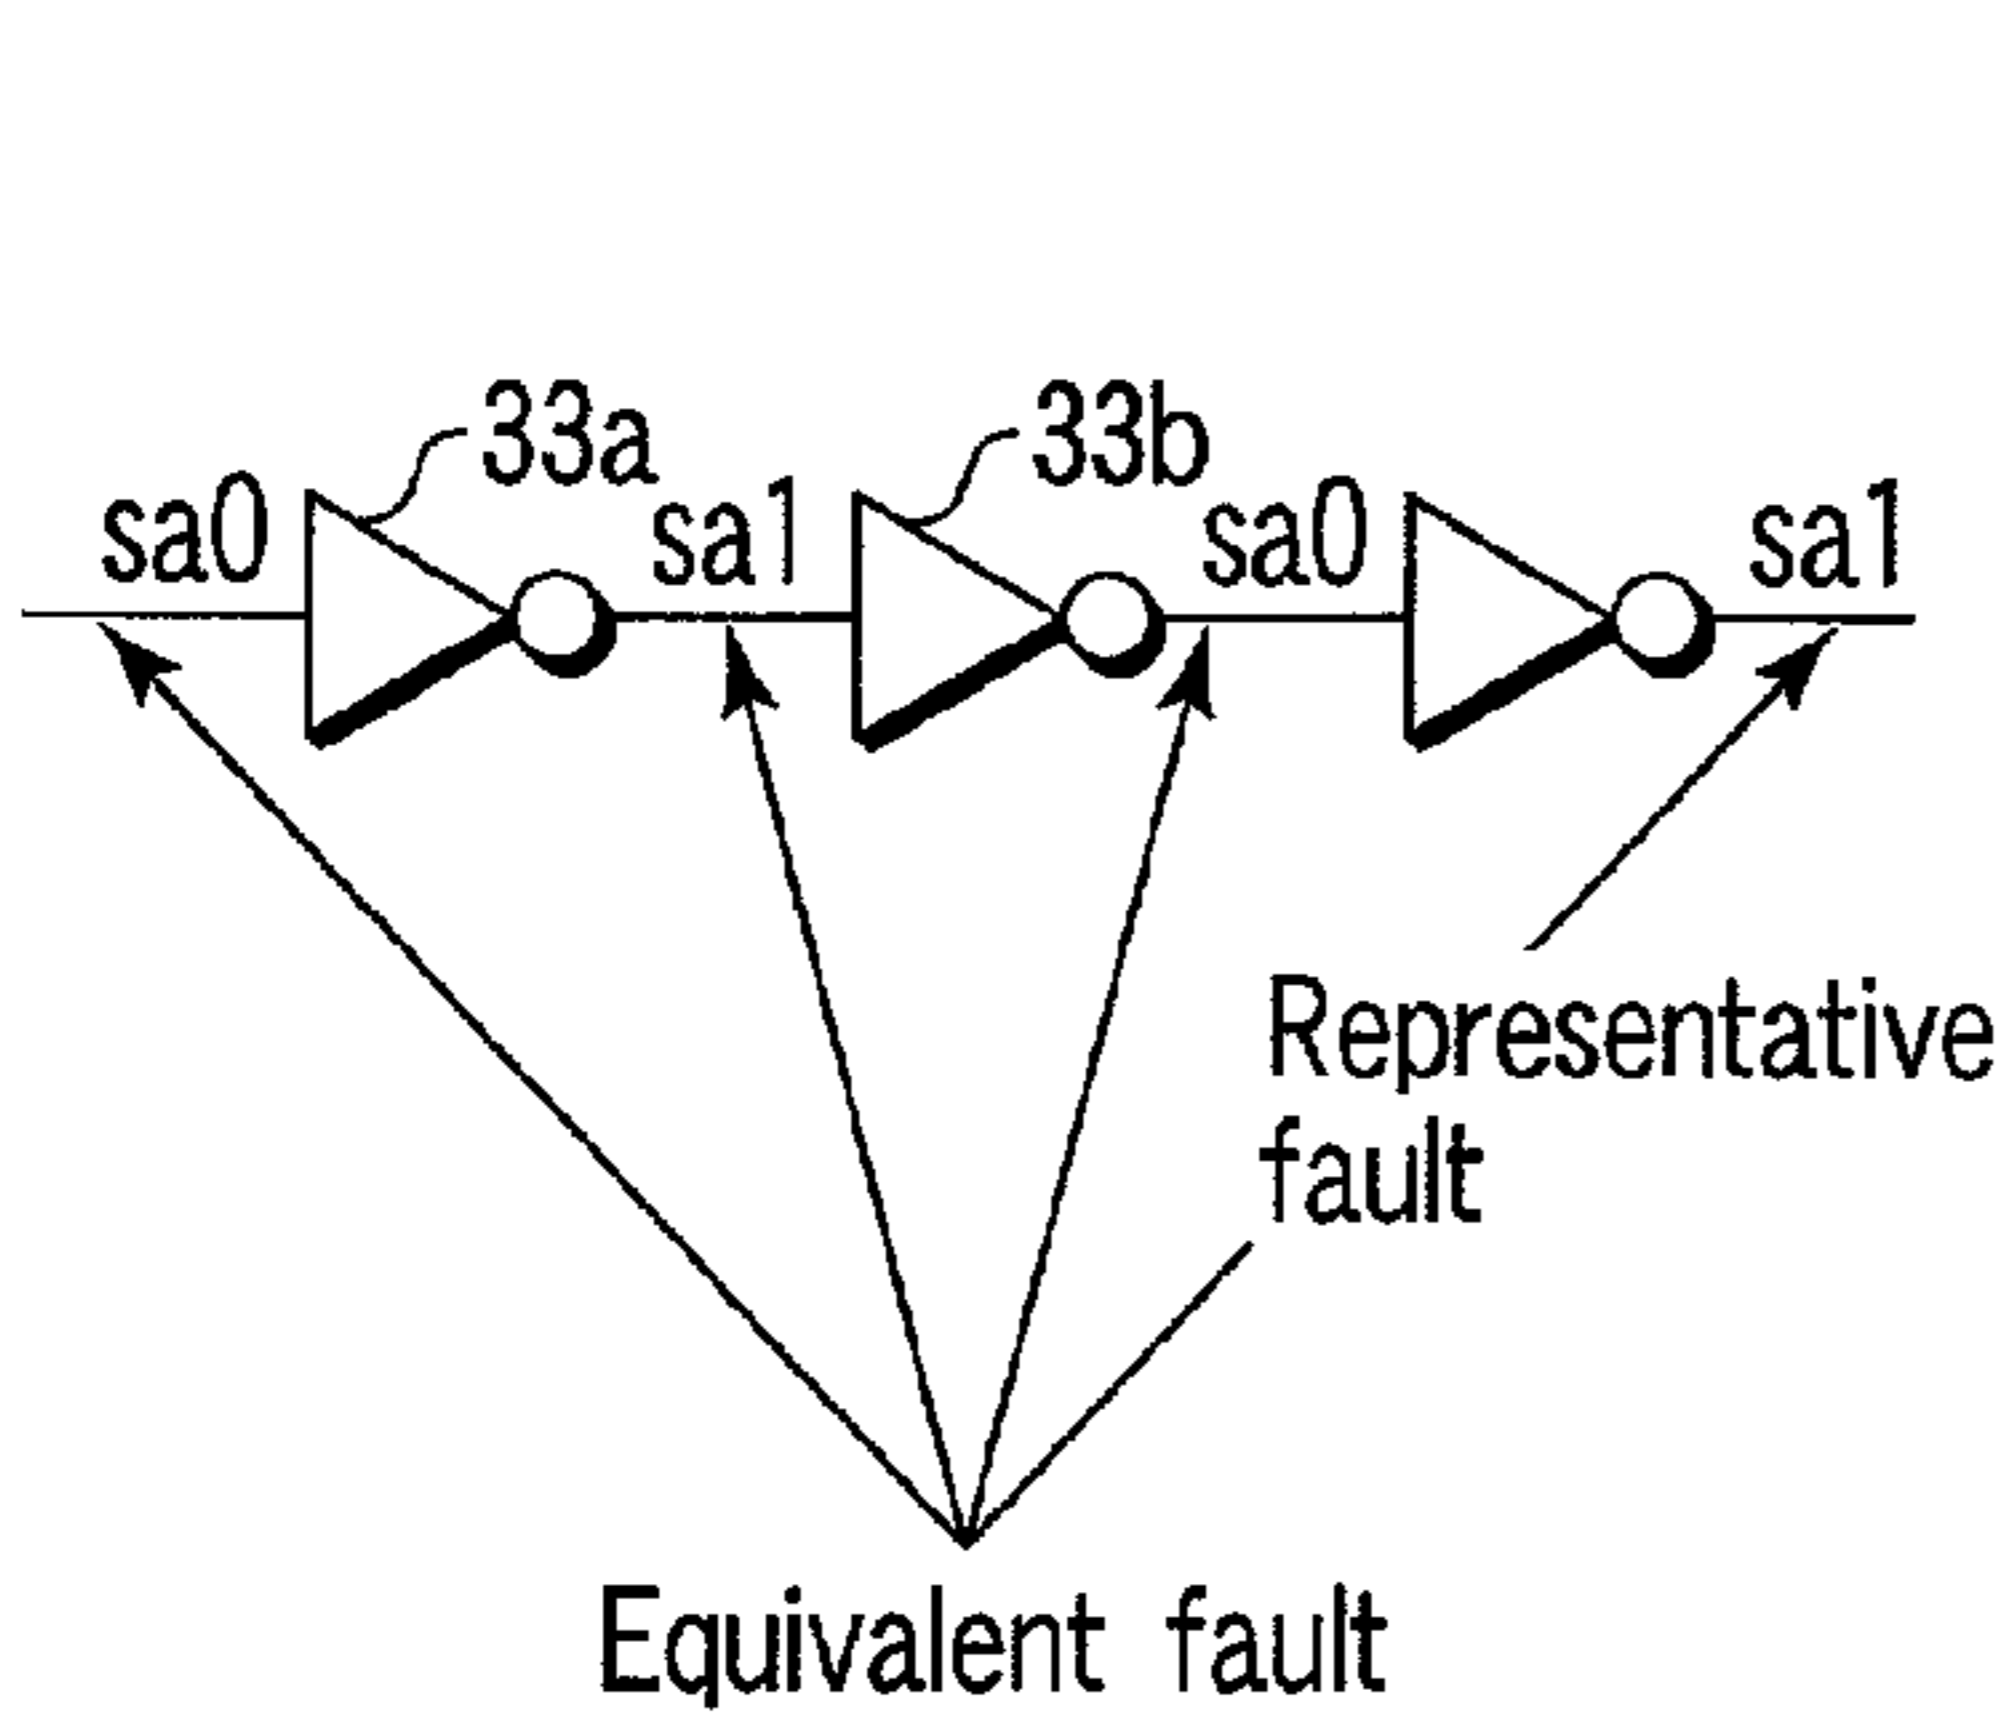 33a
33b
sa0
sa1
sa0
sa1
Representative
fault
Equivalent fault